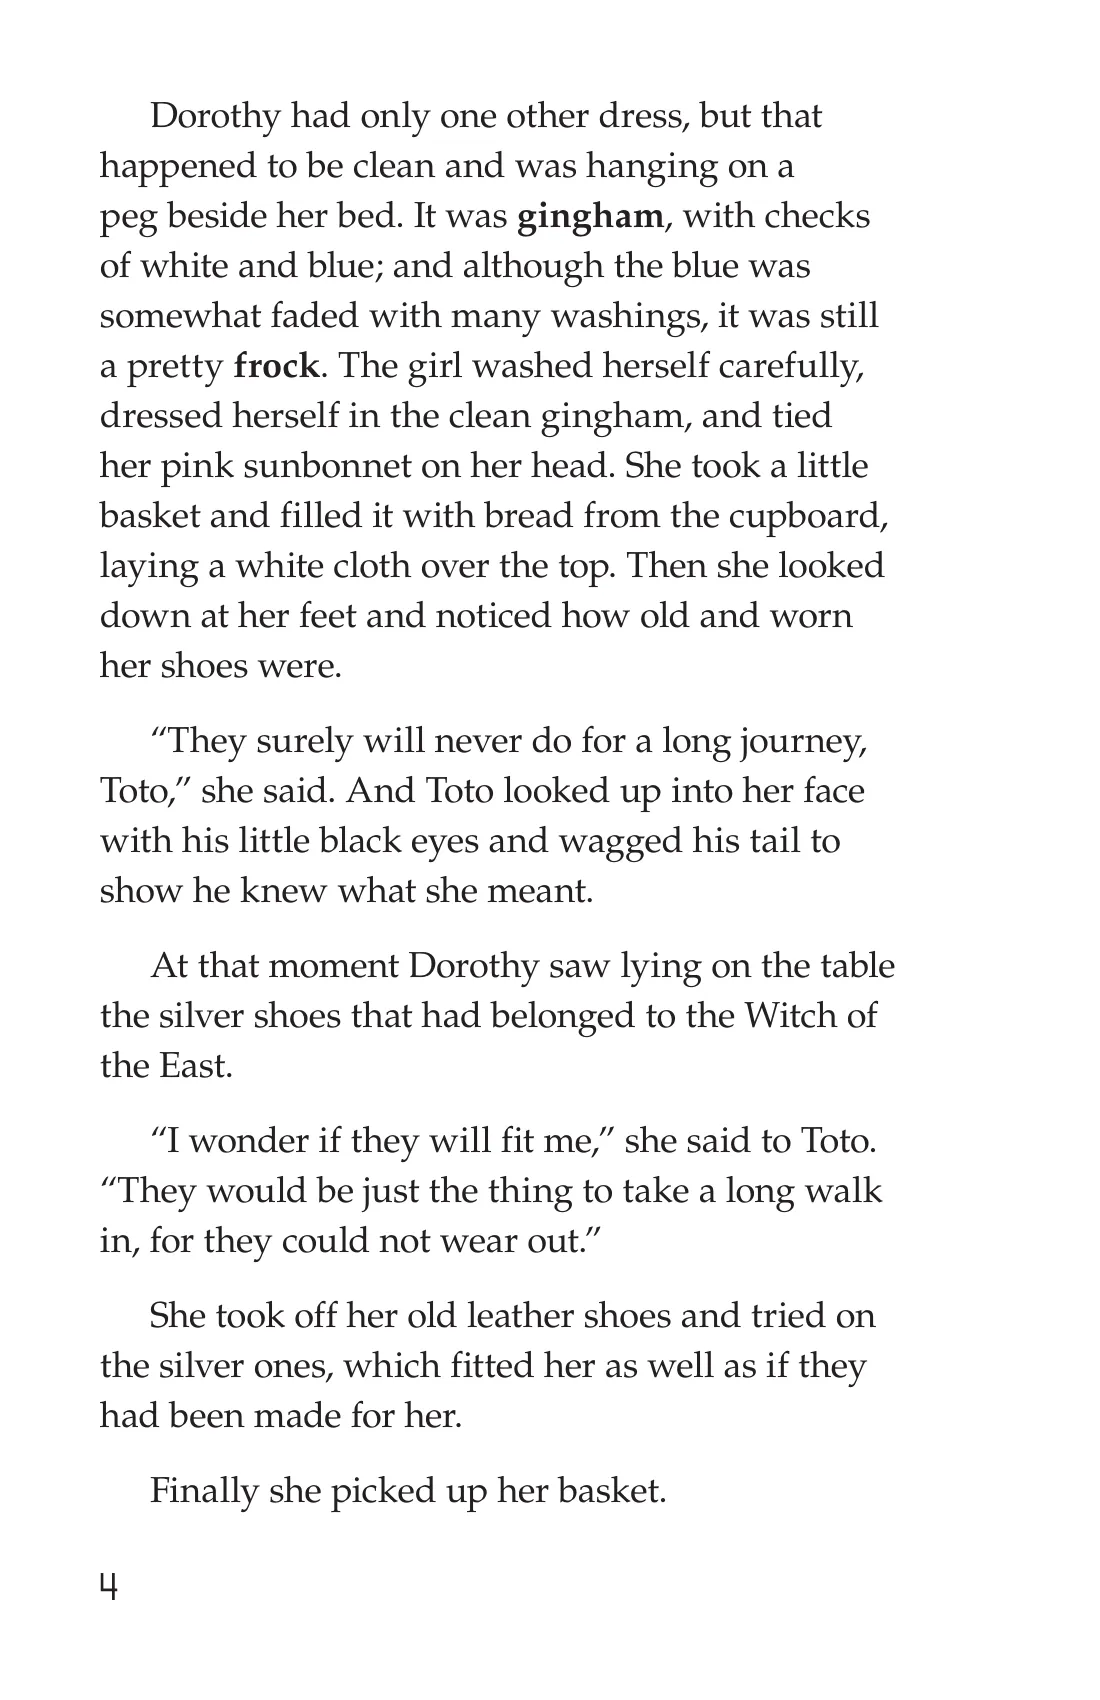 Dorothy had only one other dress, but that
happened to be clean and was hanging on a
peg beside her bed. It was gingham, with checks
of white and blue; and although the blue was
somewhat faded with many washings, it was still
a pretty frock. The girl washed herself carefully,
dressed herself in the clean gingham, and tied
her pink sunbonnet on her head. She took a little
basket and filled it with bread from the cupboard,
laying a white cloth over the top. Then she looked
down at her feet and noticed how old and worn
her shoes were.
“They surely will never do for a long journey,
Toto,” she said. And Toto looked up into her face
with his little black eyes and wagged his tail to
show he knew what she meant.
At that moment Dorothy saw lying on the table
the silver shoes that had belonged to the Witch of
the East.
“I wonder if they will fit me,” she said to Toto.
“They would be just the thing to take a long walk
in, for they could not wear out.”
She took off her old leather shoes and tried on
the silver ones, which fitted her as well as if they
had been made for her.
Finally she picked up her basket.
4